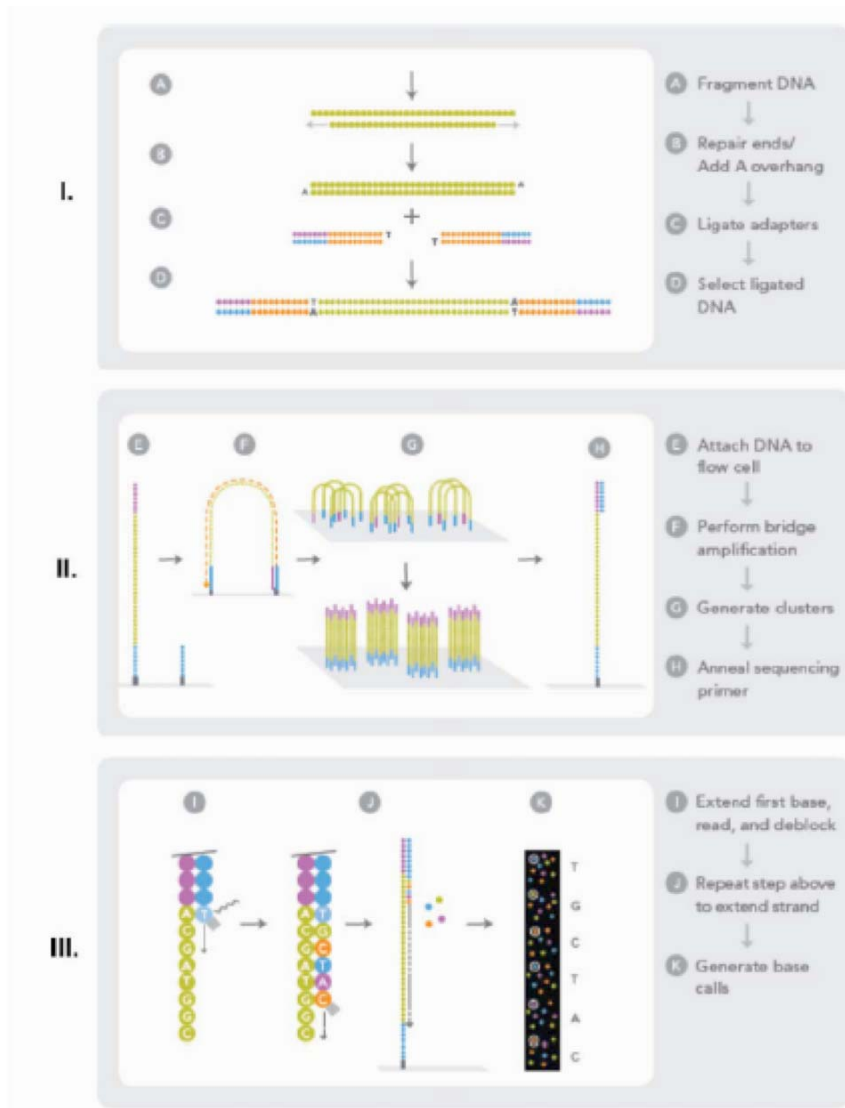 I.
A
B
C
D
A
A
+
T
T
T
A
A
T
A Fragment DNA
B Repair ends/
Add A overhang
C Ligate adapters
D Select ligated
DNA
II.
E
F
G
H
E Attach DNA to
flow cell
F Perform bridge
amplification
G Generate clusters
H Anneal sequencing
primer
III.
I
J
K
A T
C
G
A
T
G
G
C
A T
C G
G C
A T
T A
G C
G
C
T
G
C
T
A
C
I Extend first base,
read, and deblock
J Repeat step above
to extend strand
K Generate base
calls